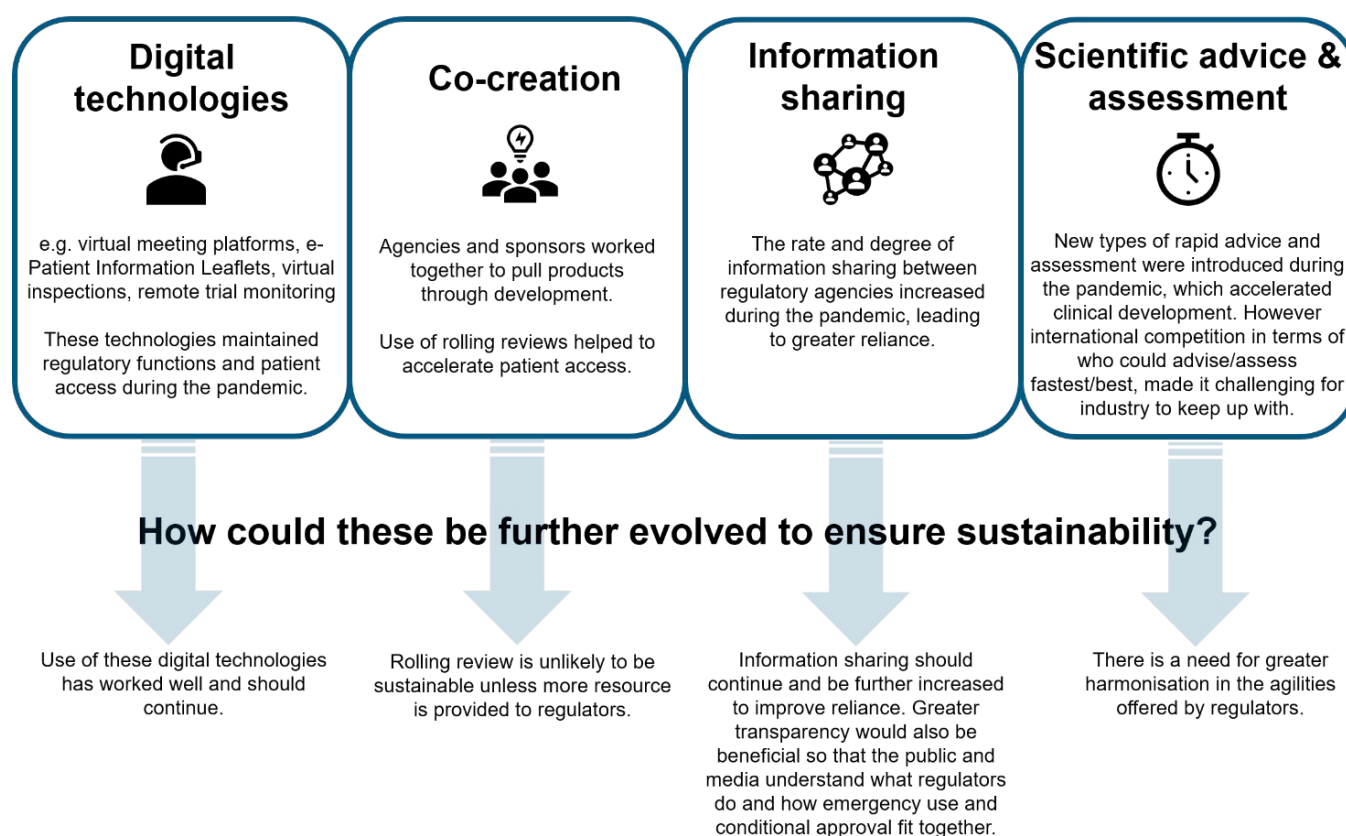 Digital
technologies
e.g. virtual meeting platforms, e-
Patient Information Leaflets, virtual
inspections, remote trial monitoring
These technologies maintained
regulatory functions and patient
access during the pandemic.
Co-creation
Agencies and sponsors worked
together to pull products
through development.
Use of rolling reviews helped to
accelerate patient access.
Information
sharing
The rate and degree of
information sharing between
regulatory agencies increased
during the pandemic, leading
to greater reliance.
Scientific advice &
assessment
New types of rapid advice and
assessment were introduced during
the pandemic, which accelerated
clinical development. However
international competition in terms of
who could advise/assess
fastest/best, made it challenging for
industry to keep up with.
How could these be further evolved to ensure sustainability?
Use of these digital technologies
has worked well and should
continue.
Rolling review is unlikely to be
sustainable unless more resource
is provided to regulators.
Information sharing should
continue and be further increased
to improve reliance. Greater
transparency would also be
beneficial so that the public and
media understand what regulators
do and how emergency use and
conditional approval fit together.
There is a need for greater
harmonisation in the agilities
offered by regulators.